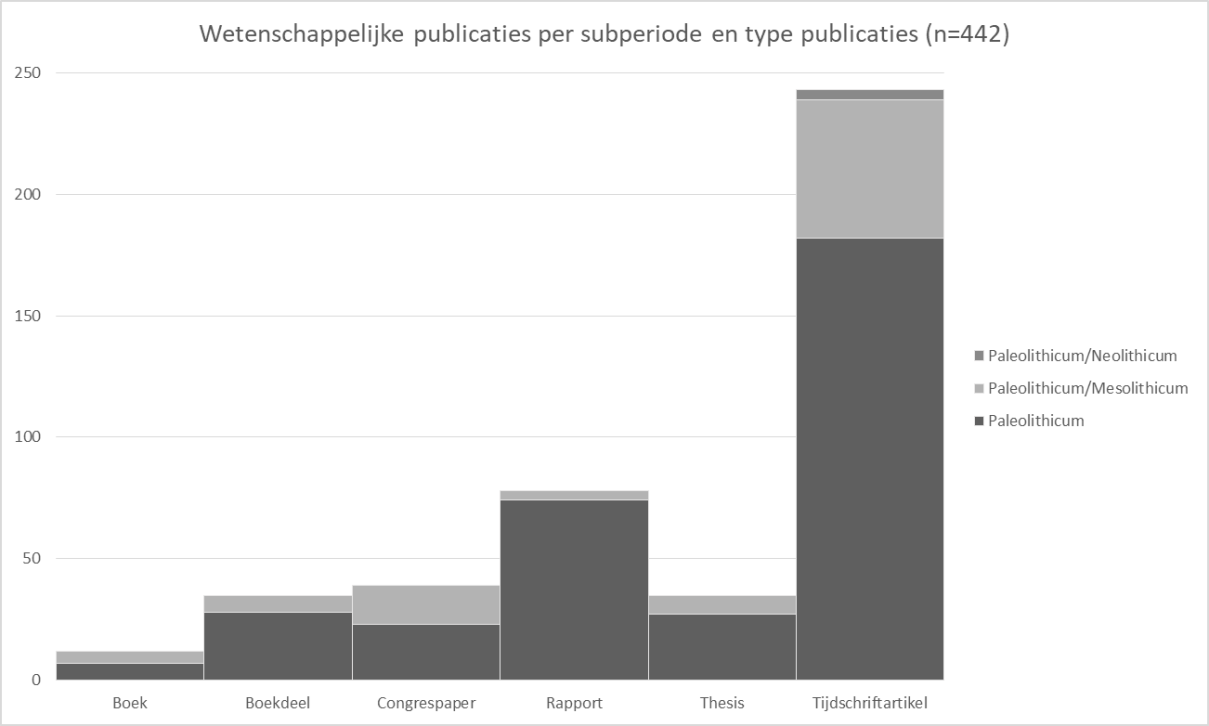 Wetenschappelijke publicaties per subperiode en type publicaties (n=442)
250
200
150
100
50
0
Boek
Boekdeel
Congrespaper
Rapport
Thesis
Tijdschriftartikel
Paleolithicum/Neolithicum
Paleolithicum/Mesolithicum
Paleolithicum